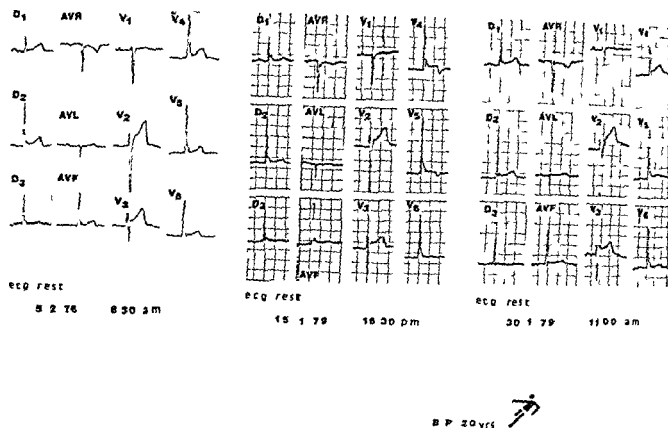 D1 AVR V1 V4
D2 AVL V2 V5
D3 AVF V3 V6
ecg rest
5 2 76 8 30 am
D1 AVR V1 V4
D2 AVL V2 V5
D3 V3 V6
AVF
ecg rest
15 1 79 16 30 pm
D1 AVR V1 V4
D2 AVL V2 V5
D3 AVF V3 V6
ecg rest
30 1 79 11 00 am
B P 20 yrs